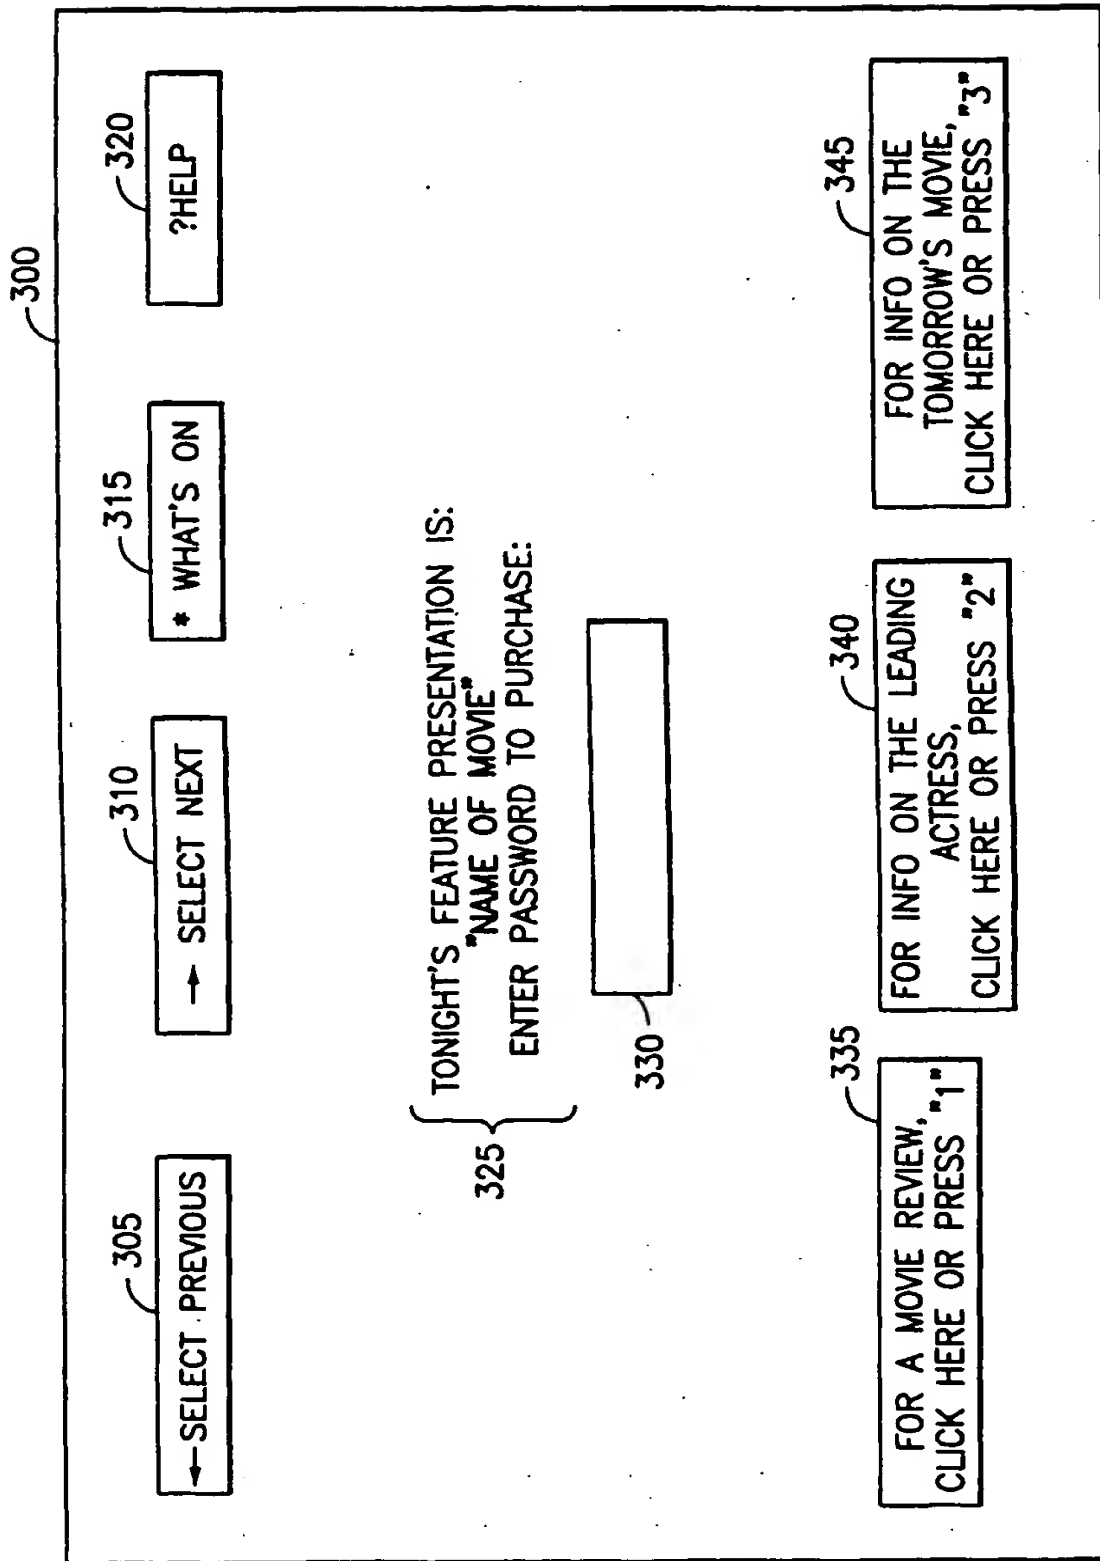 300
305
310
315
320
← SELECT PREVIOUS
→ SELECT NEXT
* WHAT'S ON
?HELP
325
TONIGHT'S FEATURE PRESENTATION IS:
"NAME OF MOVIE"
ENTER PASSWORD TO PURCHASE:
330
335
FOR A MOVIE REVIEW,
CLICK HERE OR PRESS "1"
340
FOR INFO ON THE LEADING
ACTRESS,
CLICK HERE OR PRESS "2"
345
FOR INFO ON THE
TOMORROW'S MOVIE,
CLICK HERE OR PRESS "3"